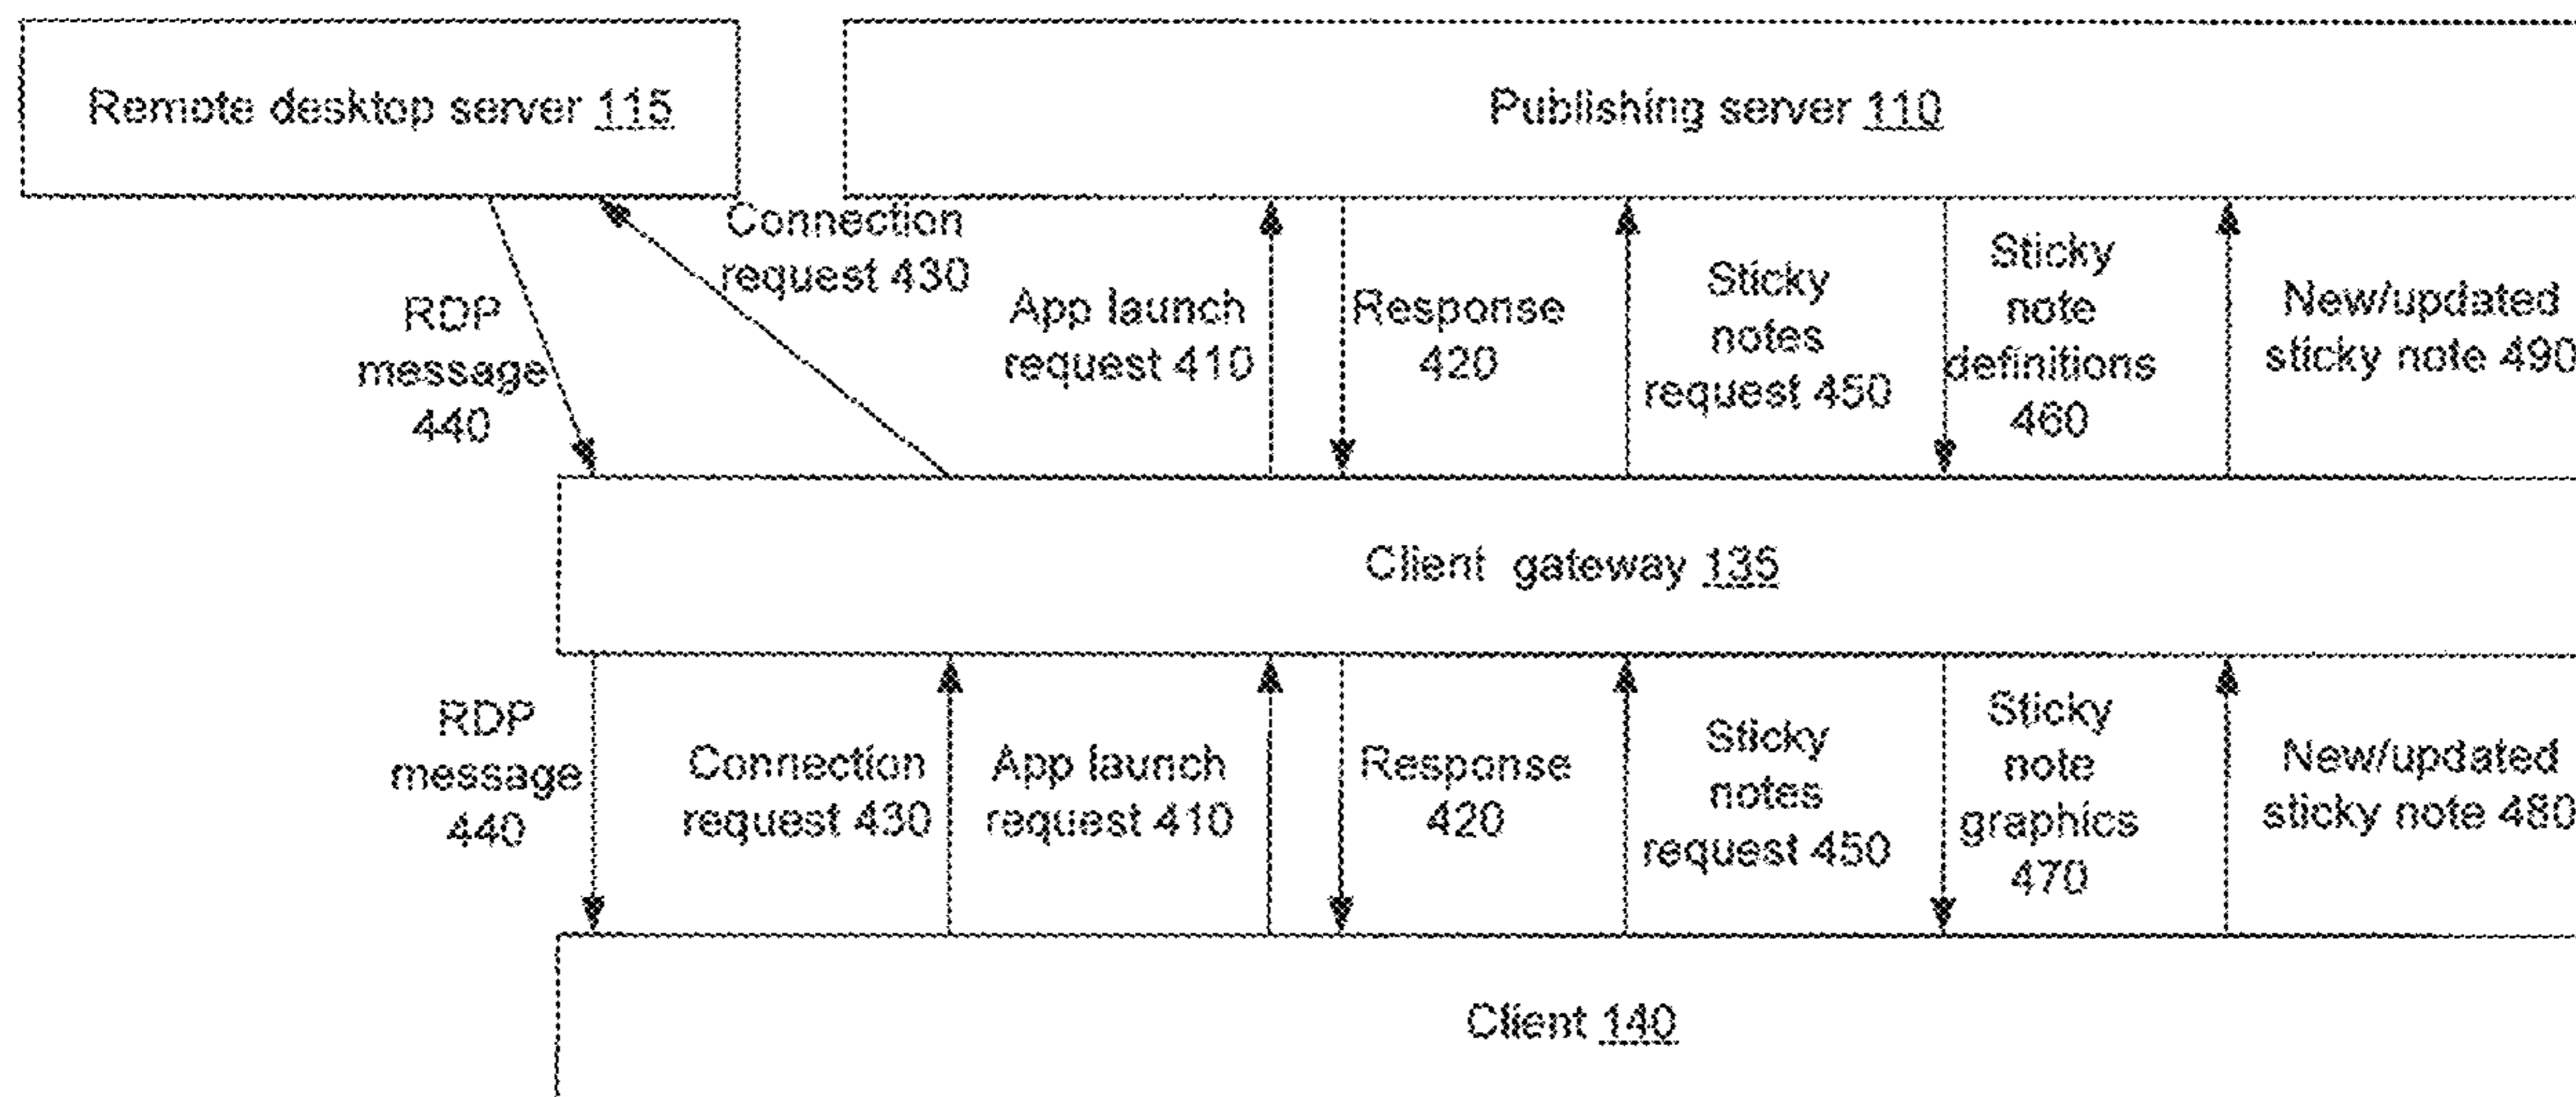 Remote desktop server 115
Publishing server 110
Connection
request 430
RDP
message
440
App launch
request 410
Response
420
Sticky
notes
request 450
Sticky
note
definitions
460
New/updated
sticky note 490
Client gateway 135
RDP
message
440
Connection
request 430
App launch
request 410
Response
420
Sticky
notes
request 450
Sticky
note
graphics
470
New/updated
sticky note 480
Client 140